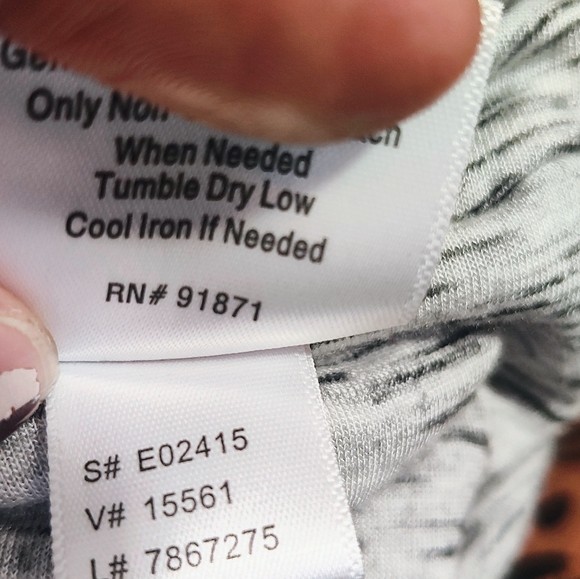 Only Non
When Needed
Tumble Dry Low
Cool Iron If Needed
RN# 91871
S# E02415
V# 15561
L# 7867275